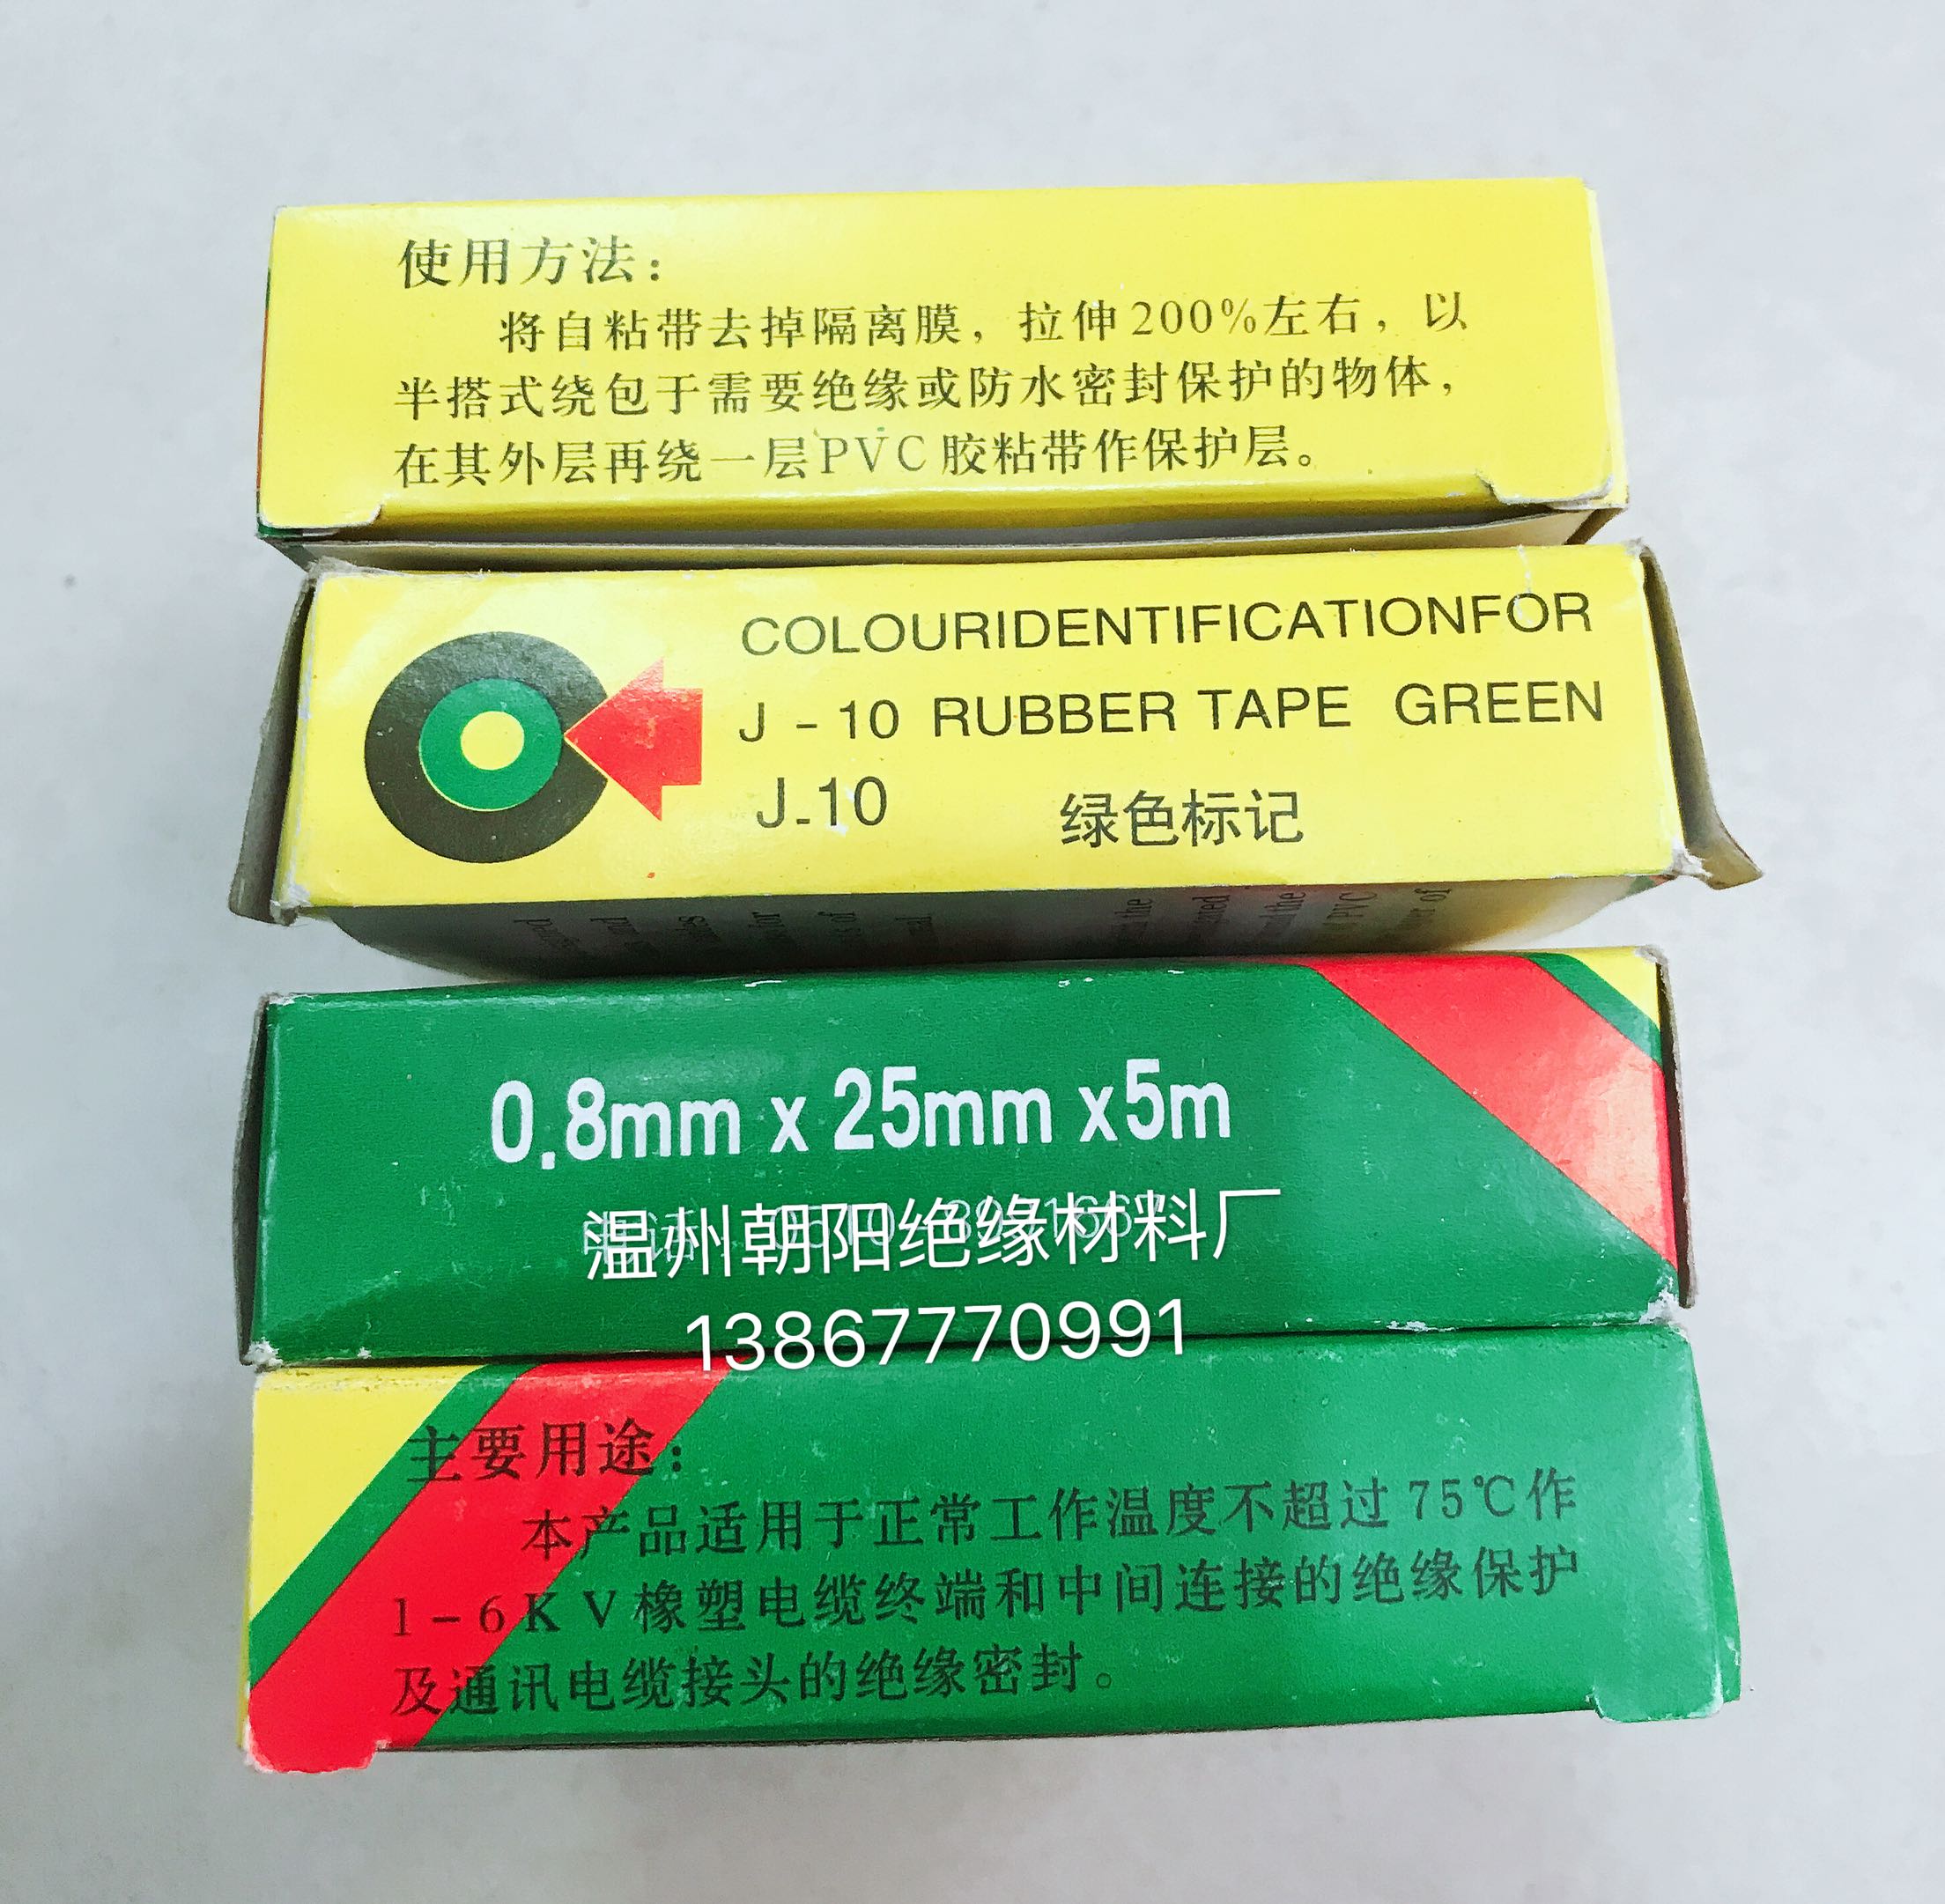 使用方法：
将自粘带去掉隔离膜，拉伸200%左右，以
半搭式绕包于需要绝缘或防水密封保护的物体，
在其外层再绕一层PVC胶粘带作保护层。
COLOURIDENTIFICATIONFOR
J - 10 RUBBER TAPE GREEN
J-10 绿色标记
0.8mm x 25mm x5m
温州朝阳绝缘材料厂
13867770991
主要用途：
本产品适用于正常工作温度不超过75℃作
1-6KV橡塑电缆终端和中间连接的绝缘保护
及通讯电缆接头的绝缘密封。